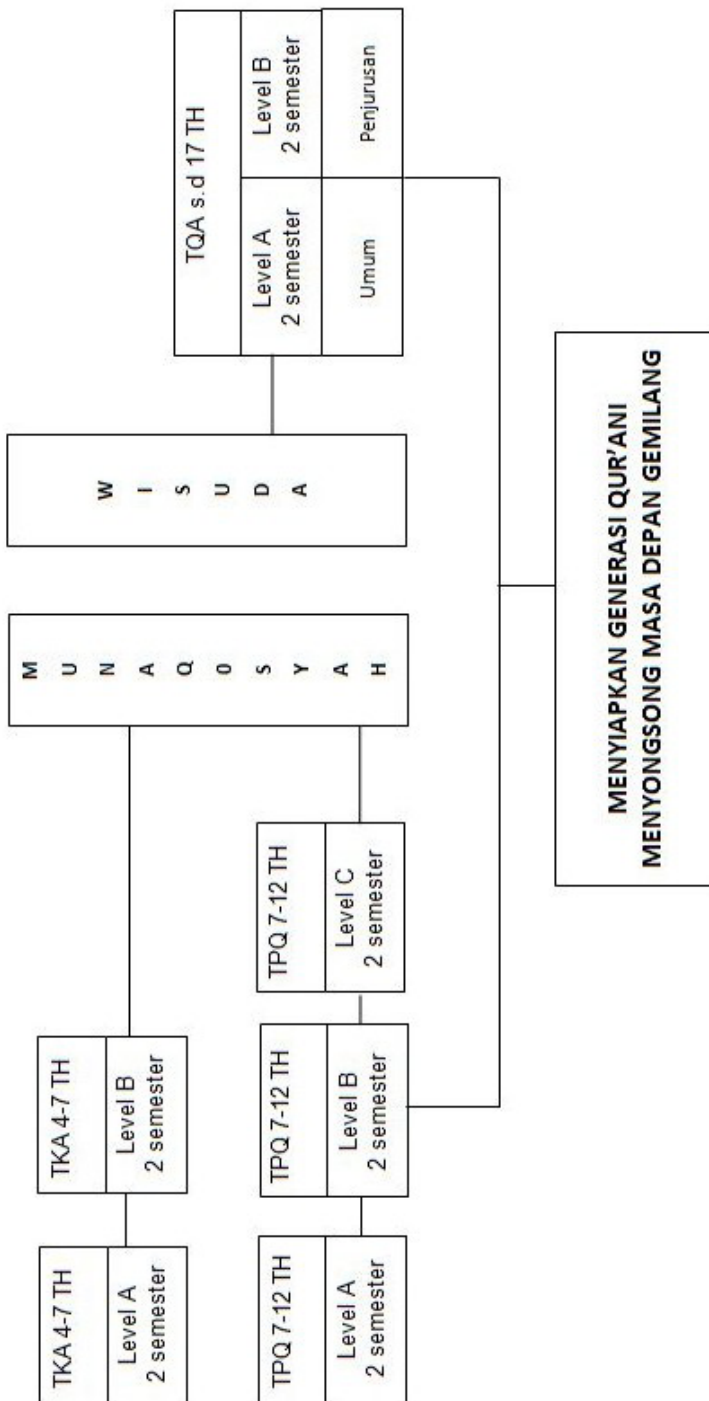 TKA 4-7 TH
Level A
2 semester
TKA 4-7 TH
Level B
2 semester
TPQ 7-12 TH
Level A
2 semester
TPQ 7-12 TH
Level B
2 semester
TPQ 7-12 TH
Level C
2 semester
M
U
N
A
Q
O
S
Y
A
H
W
I
S
U
D
A
TQA s.d 17 TH
Level A
2 semester
Level B
2 semester
Umum
Penjurusan
MENYIAPKAN GENERASI QUR'ANI
MENYONGSONG MASA DEPAN GEMILANG